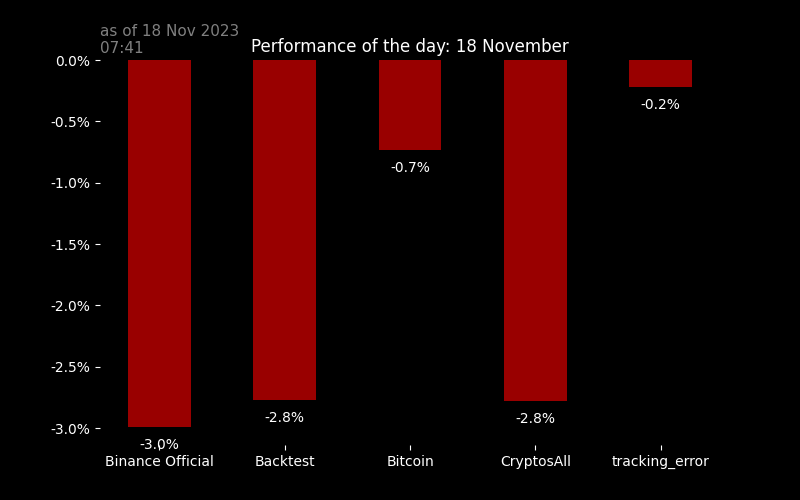 as of 18 Nov 2023
07:41
Performance of the day: 18 November
0.0%
-0.5%
-1.0%
-1.5%
-2.0%
-2.5%
-3.0%
-3.0%
-2.8%
-0.7%
-2.8%
-0.2%
Binance Official
Backtest
Bitcoin
CryptosAll
tracking_error